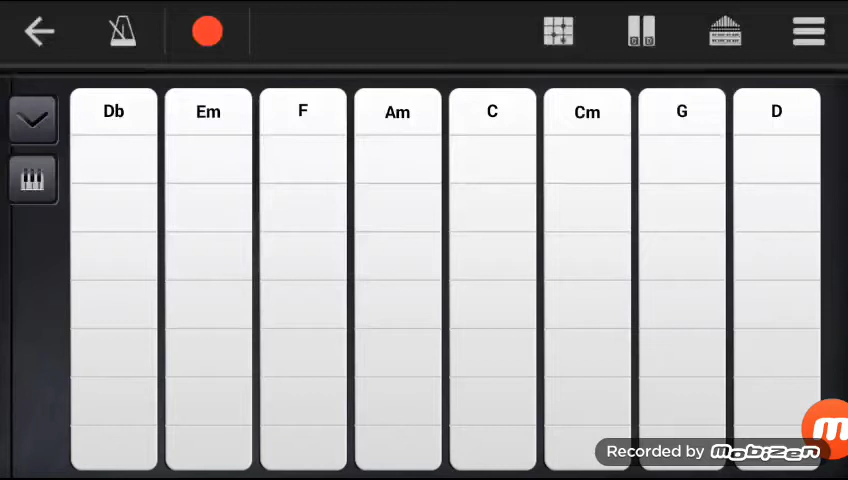 Db Em F Am C Cm G D
C D
m
Recorded by mobizen